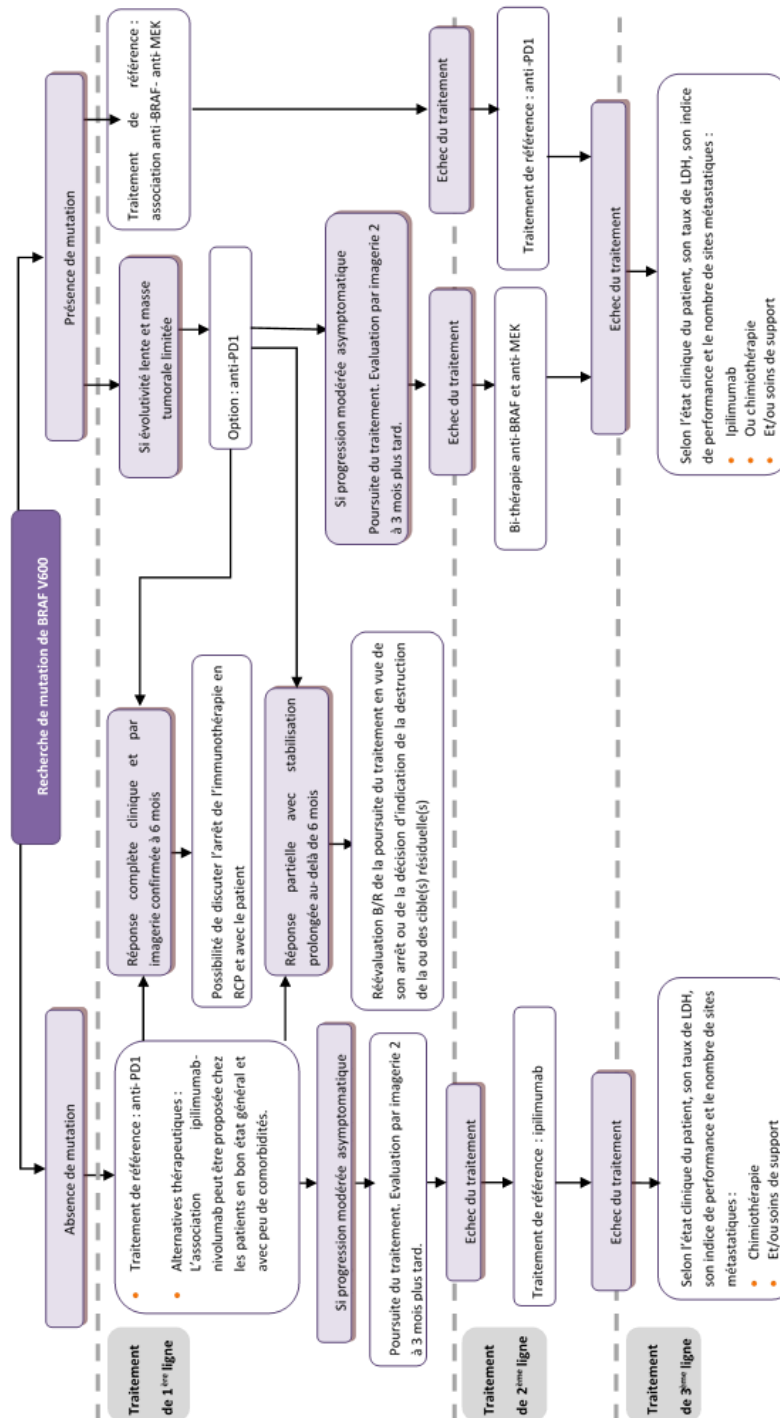 Recherche de mutation de BRAF V600
Absence de mutation
Présence de mutation
Traitement
de 1ère ligne
• Traitement de référence : anti-PD1
• Alternatives thérapeutiques :
L’association ipilimumab-
nivolumab peut être proposée chez
les patients en bon état général et
avec peu de comorbidités.
Réponse complète clinique et par
imagerie confirmée à 6 mois
Possibilité de discuter l’arrêt de l’immunothérapie en
RCP et avec le patient
Réponse partielle avec stabilisation
prolongée au-delà de 6 mois
Réévaluation B/R de la poursuite du traitement en vue de
son arrêt ou de la décision d’indication de la destruction
de la ou des cible(s) résiduelle(s)
Si progression modérée asymptomatique
Poursuite du traitement. Evaluation par imagerie 2
à 3 mois plus tard.
Si évolutivité lente et masse
tumorale limitée
Option : anti-PD1
Si progression modérée asymptomatique
Poursuite du traitement. Evaluation par imagerie 2
à 3 mois plus tard.
Traitement de référence :
association anti-BRAF- anti-MEK
Traitement
de 2ème ligne
Echec du traitement
Traitement de référence : ipilimumab
Echec du traitement
Bi-thérapie anti-BRAF et anti-MEK
Echec du traitement
Traitement de référence : anti-PD1
Traitement
de 3ème ligne
Echec du traitement
Selon l’état clinique du patient, son taux de LDH,
son indice de performance et le nombre de sites
métastatiques :
• Chimiothérapie
• Et/ou soins de support
Echec du traitement
Selon l’état clinique du patient, son taux de LDH, son indice
de performance et le nombre de sites métastatiques :
• Ipilimumab
• Ou chimiothérapie
• Et/ou soins de support